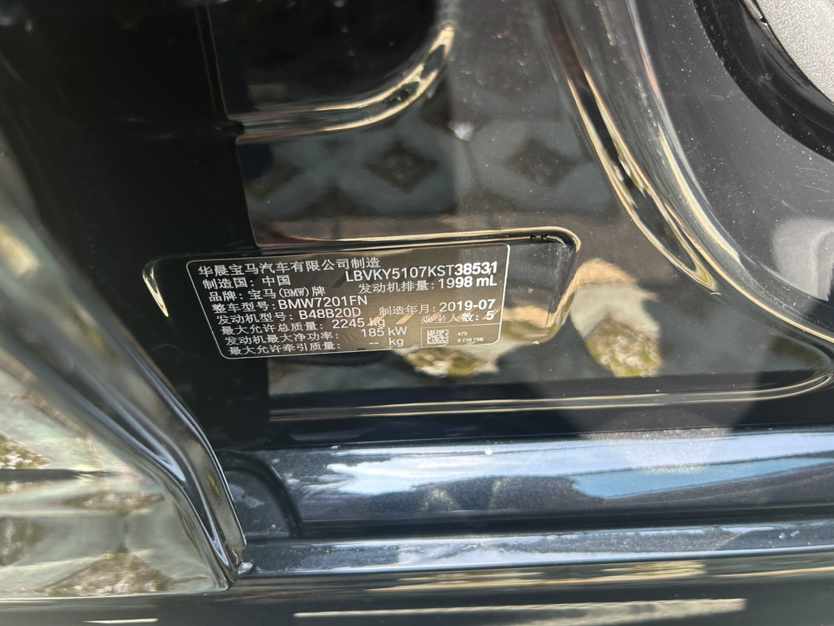 华晨宝马汽车有限公司制造
制造国：中国 LBVKY5107KST38531
品牌：宝马(BMW)牌 发动机排量：1998 mL
整车型号：BMW7201FN
发动机型号：B48B20D 制造年月：2019-07
最大允许总质量：2245 kg 乘坐人数：5
发动机最大净功率：185 kW
最大允许牵引质量：-- kg
475